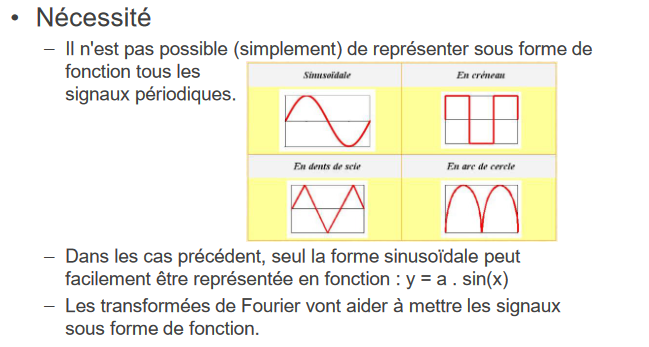 • Nécessité
– Il n'est pas possible (simplement) de représenter sous forme de
fonction tous les
signaux périodiques.
Sinusoïdale
En créneau
En dents de scie
En arc de cercle
– Dans les cas précédent, seul la forme sinusoïdale peut
facilement être représentée en fonction : y = a . sin(x)
– Les transformées de Fourier vont aider à mettre les signaux
sous forme de fonction.